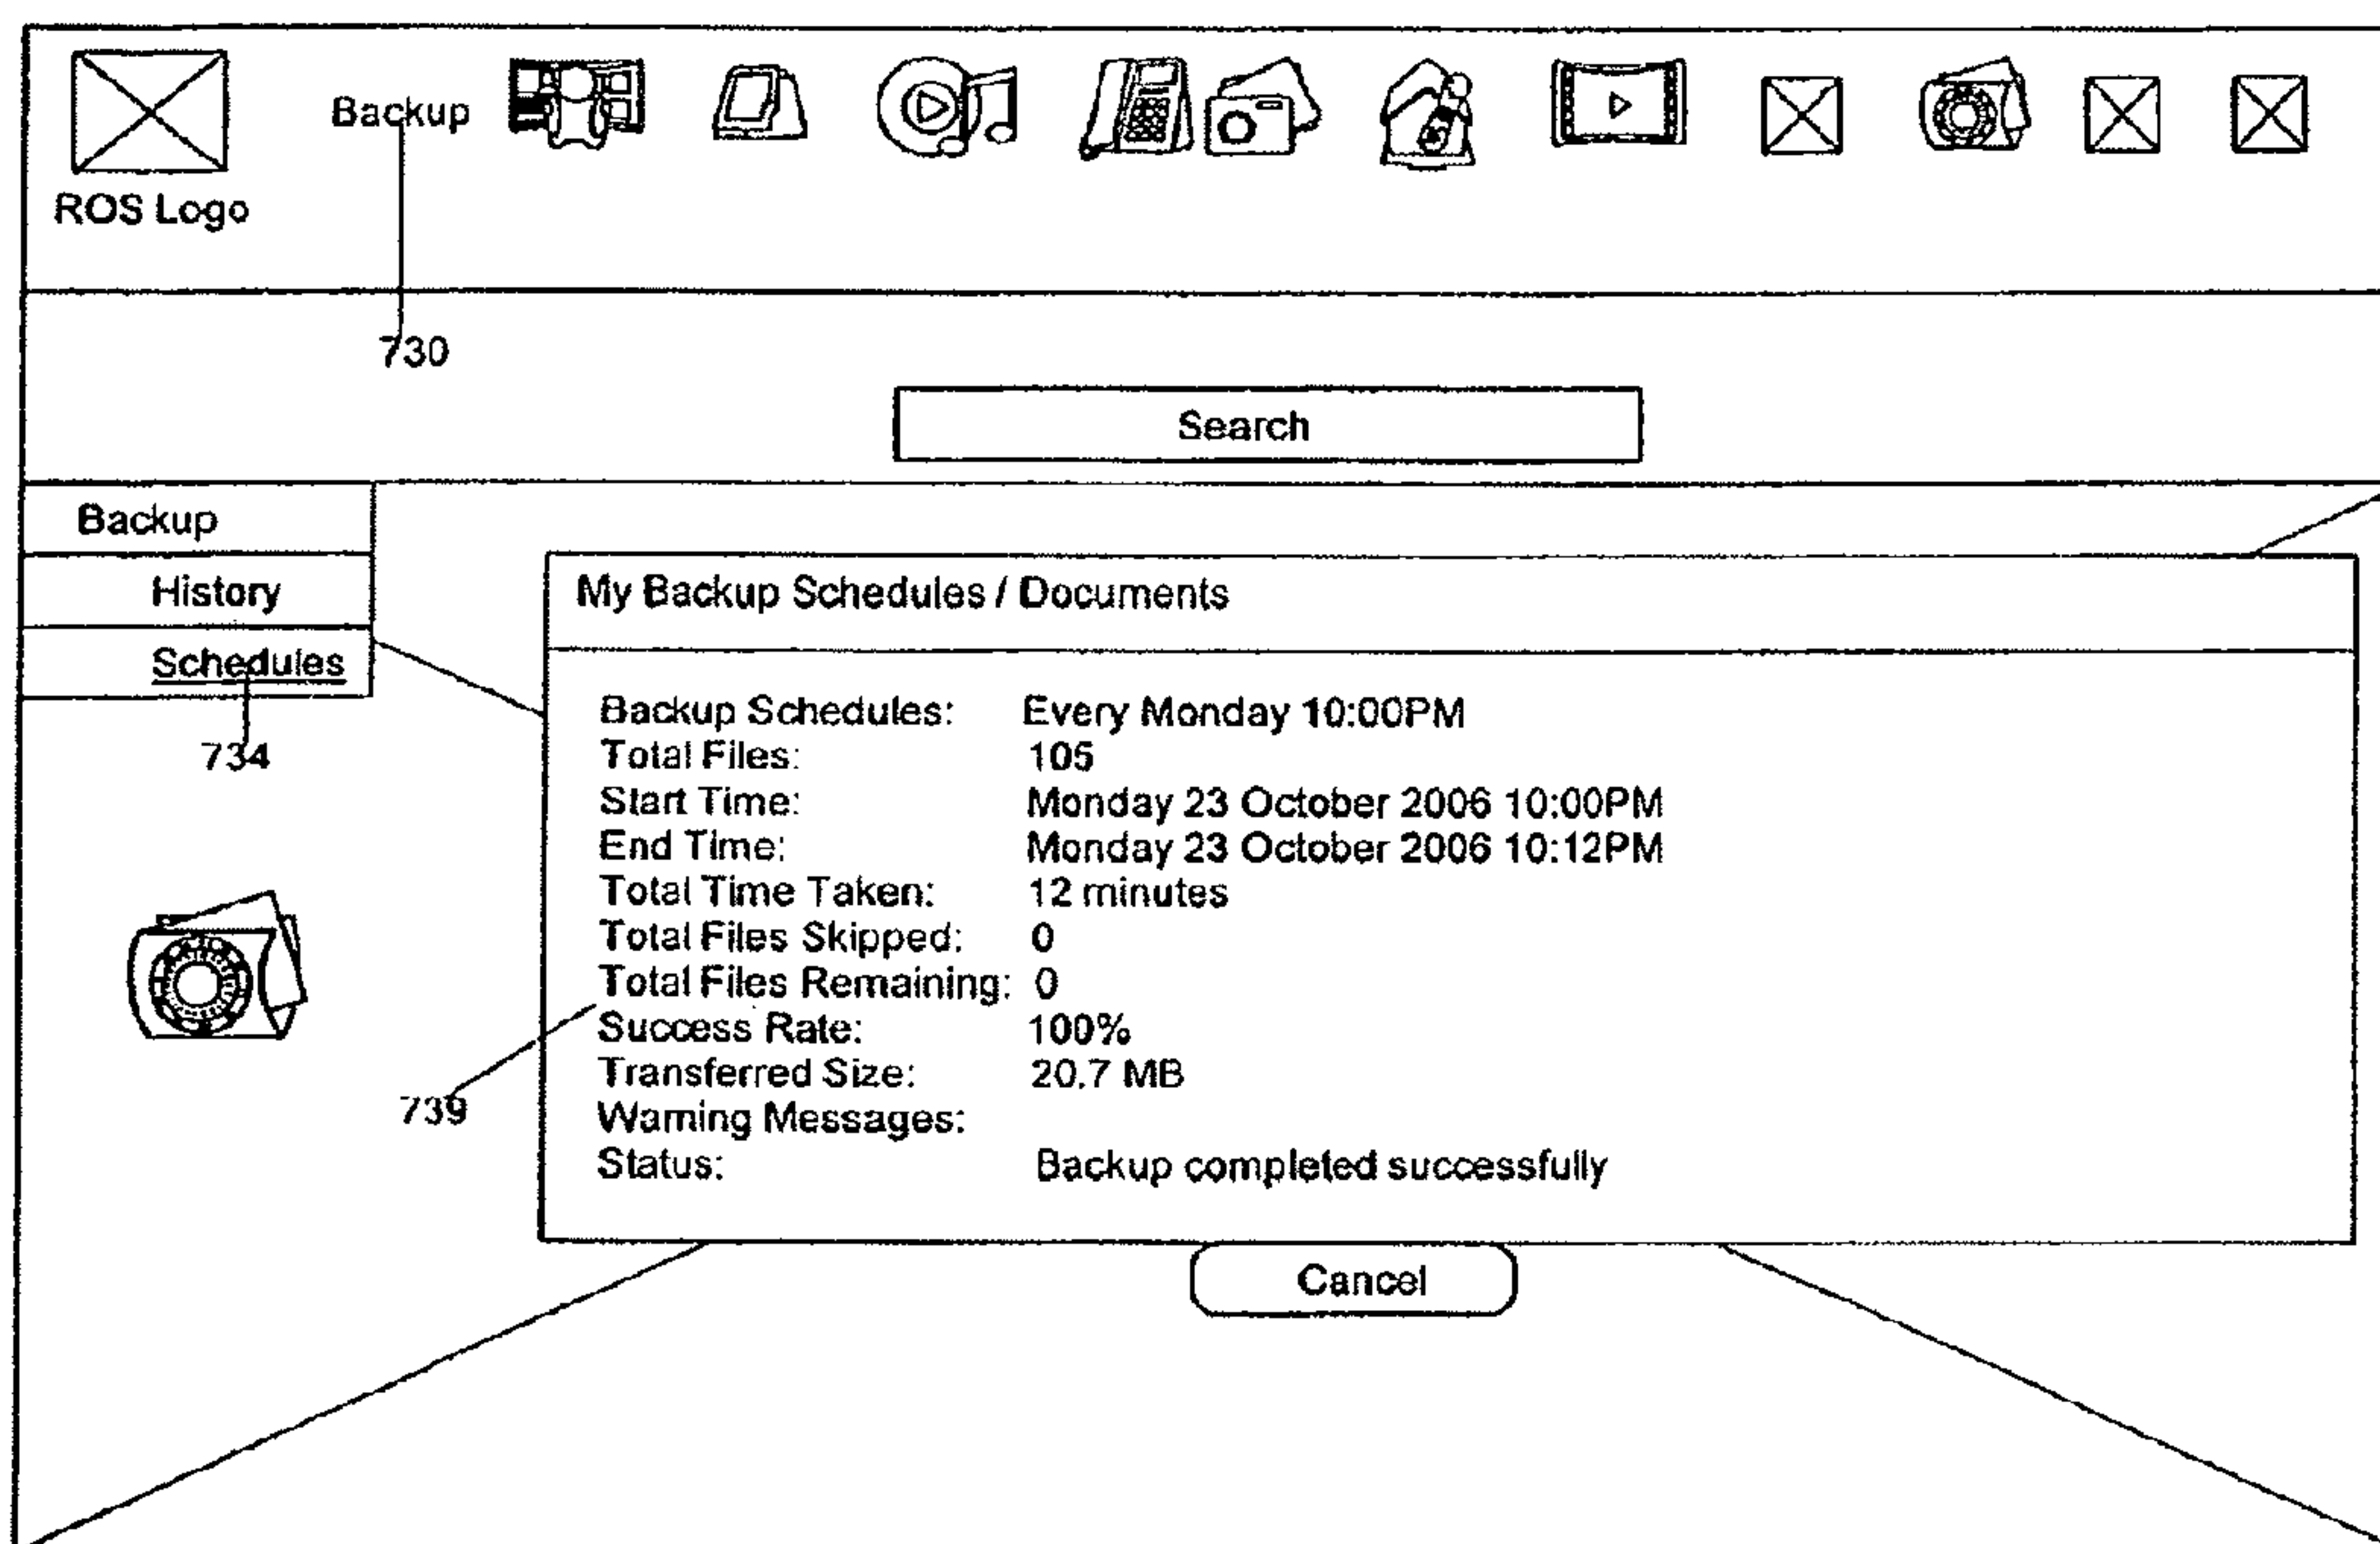 Backup
ROS Logo
730
Search
Backup
History
Schedules
734
My Backup Schedules / Documents
Backup Schedules: Every Monday 10:00PM
Total Files: 105
Start Time: Monday 23 October 2006 10:00PM
End Time: Monday 23 October 2006 10:12PM
Total Time Taken: 12 minutes
Total Files Skipped: 0
Total Files Remaining: 0
Success Rate: 100%
Transferred Size: 20.7 MB
739
Warning Messages:
Status: Backup completed successfully
Cancel